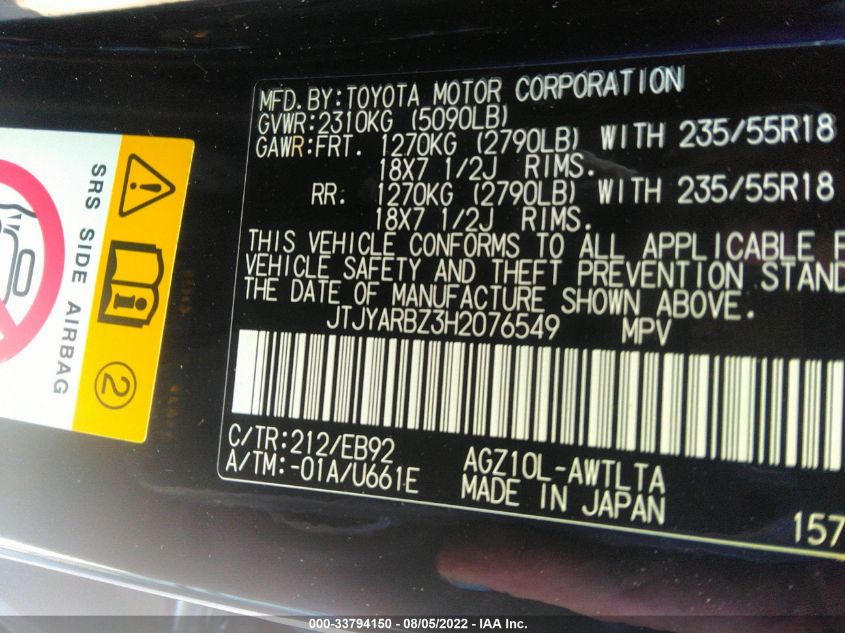 MFD.BY:TOYOTA MOTOR CORPORATION
GVWR:2310KG (5090LB)
GAWR:FRT. 1270KG (2790LB) WITH 235/55R18
18X7 1/2J RIMS.
RR. 1270KG (2790LB) WITH 235/55R18
18X7 1/2J RIMS.
THIS VEHICLE CONFORMS TO ALL APPLICABLE F
VEHICLE SAFETY AND THEFT PREVENTION STAND
THE DATE OF MANUFACTURE SHOWN ABOVE.
JTJYARBZ3H2076549 MPV
C/TR:212/EB92
A/TM:-01A/U661E
AGZ10L-AWTLTA
MADE IN JAPAN
157
SRS SIDE AIRBAG
2
000-33794150 - 08/05/2022 - IAA Inc.